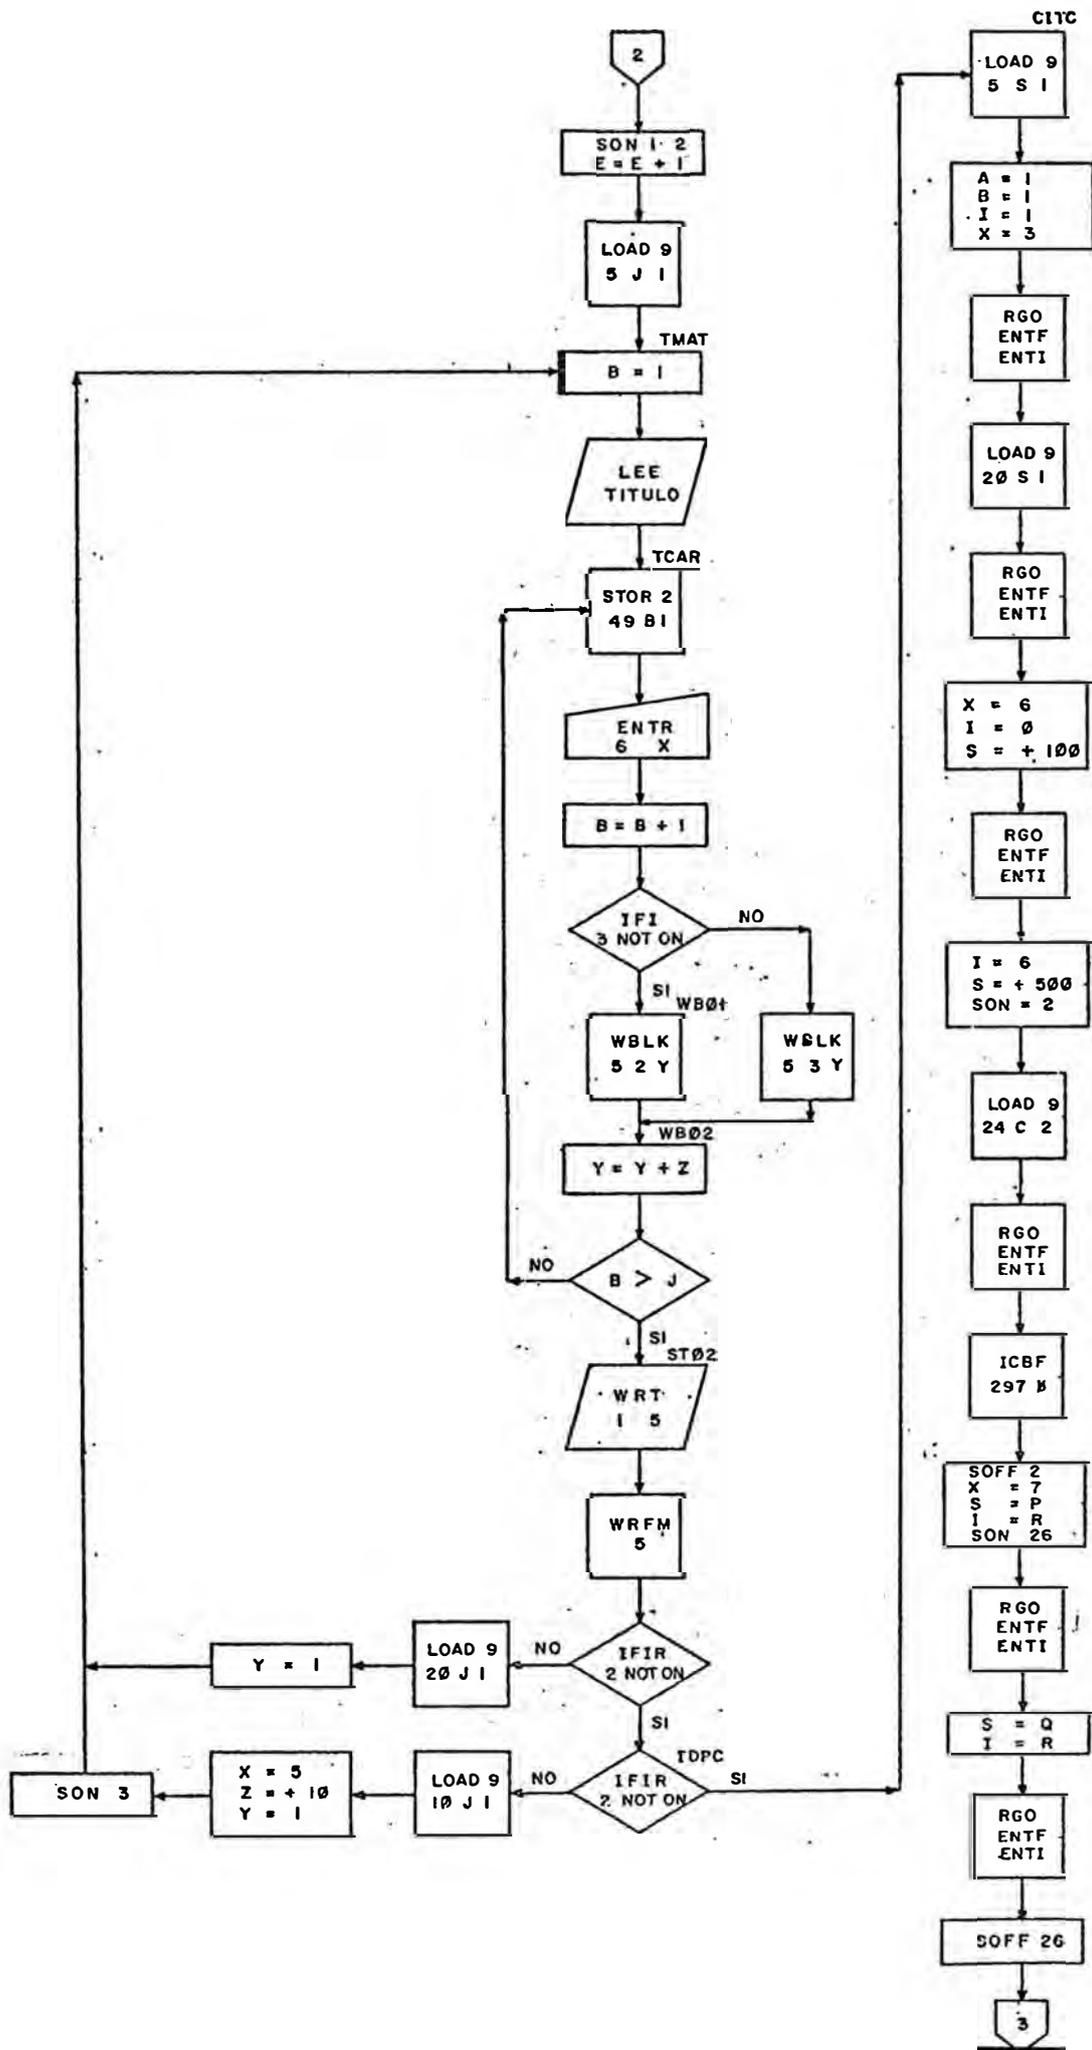 2
SON 1 2
E = E + 1
LOAD 9
5 J 1
TMAT
B = 1
LEE
TITULO
TCAR
STOR 2
49 B1
ENTR
6 X
B = B + 1
IFI
3 NOT ON
NO
SI
WBØ1
WBLK
5 2 Y
WBLK
5 3 Y
WBØ2
Y = Y + Z
NO
B > J
SI
STØ2
WRT
1 5
WRFM
5
IFIR
2 NOT ON
NO
LOAD 9
2Ø J 1
Y = 1
SI
IDPC
IFIR
2 NOT ON
SI
NO
LOAD 9
1Ø J 1
X = 5
Z = + 1Ø
Y = 1
SON 3
CITC
LOAD 9
5 S 1
A = 1
B = 1
I = 1
X = 3
RGO
ENTF
ENTI
LOAD 9
2Ø S 1
RGO
ENTF
ENTI
X = 6
I = Ø
S = + 1ØØ
RGO
ENTF
ENTI
I = 6
S = + 5ØØ
SON = 2
LOAD 9
24 C 2
RGO
ENTF
ENTI
ICBF
297
SOFF 2
X = 7
S = P
I = R
SON 26
RGO
ENTF
ENTI
S = Q
I = R
RGO
ENTF
ENTI
SOFF 26
3